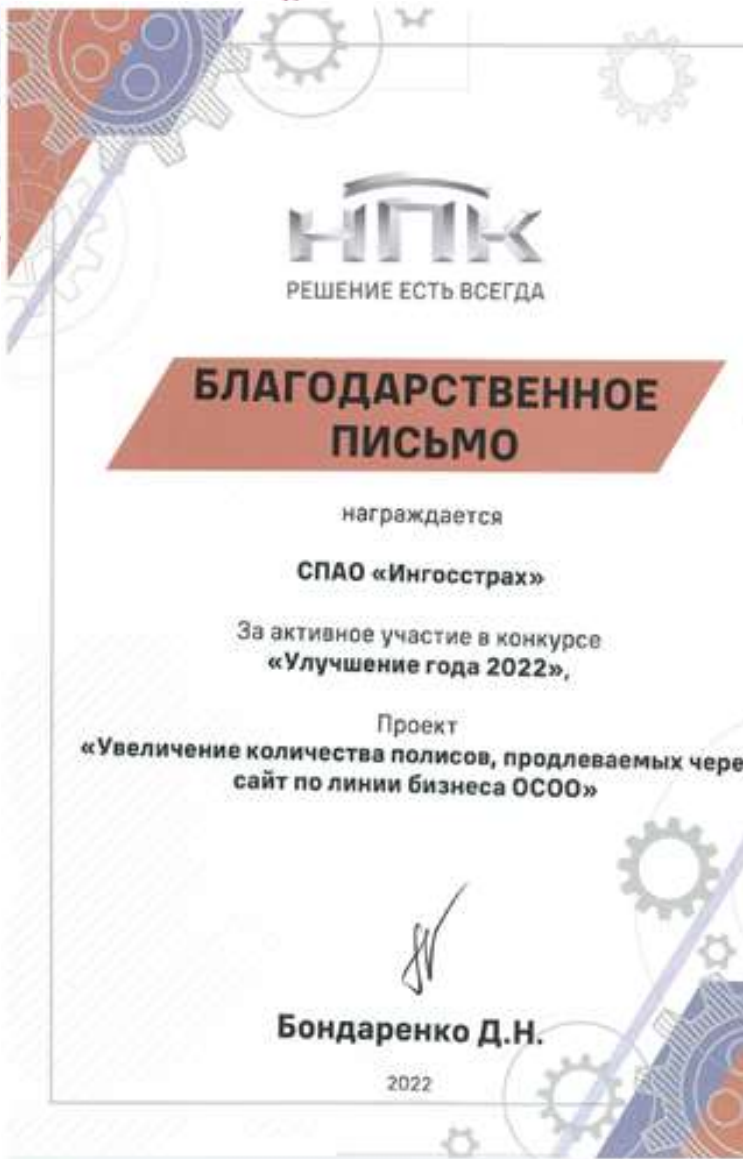 НПК
РЕШЕНИЕ ЕСТЬ ВСЕГДА
БЛАГОДАРСТВЕННОЕ
ПИСЬМО
награждается
СПАО «Ингосстрах»
За активное участие в конкурсе
«Улучшение года 2022»,
Проект
«Увеличение количества полисов, продлеваемых чере
сайт по линии бизнеса ОСОО»
Бондаренко Д.Н.
2022